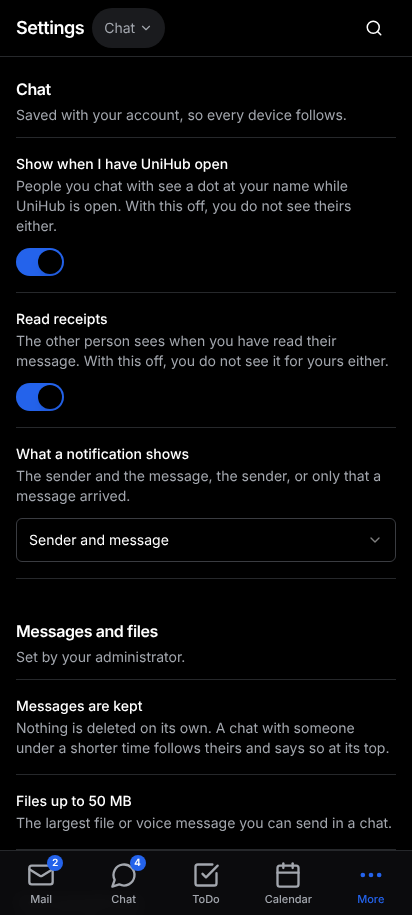 Settings
Chat
Chat
Saved with your account, so every device follows.
Show when I have UniHub open
People you chat with see a dot at your name while
UniHub is open. With this off, you do not see theirs
either.
Read receipts
The other person sees when you have read their
message. With this off, you do not see it for yours either.
What a notification shows
The sender and the message, the sender, or only that a
message arrived.
Sender and message
Messages and files
Set by your administrator.
Messages are kept
Nothing is deleted on its own. A chat with someone
under a shorter time follows theirs and says so at its top.
Files up to 50 MB
The largest file or voice message you can send in a chat.
2
4
Mail
Chat
ToDo
Calendar
More